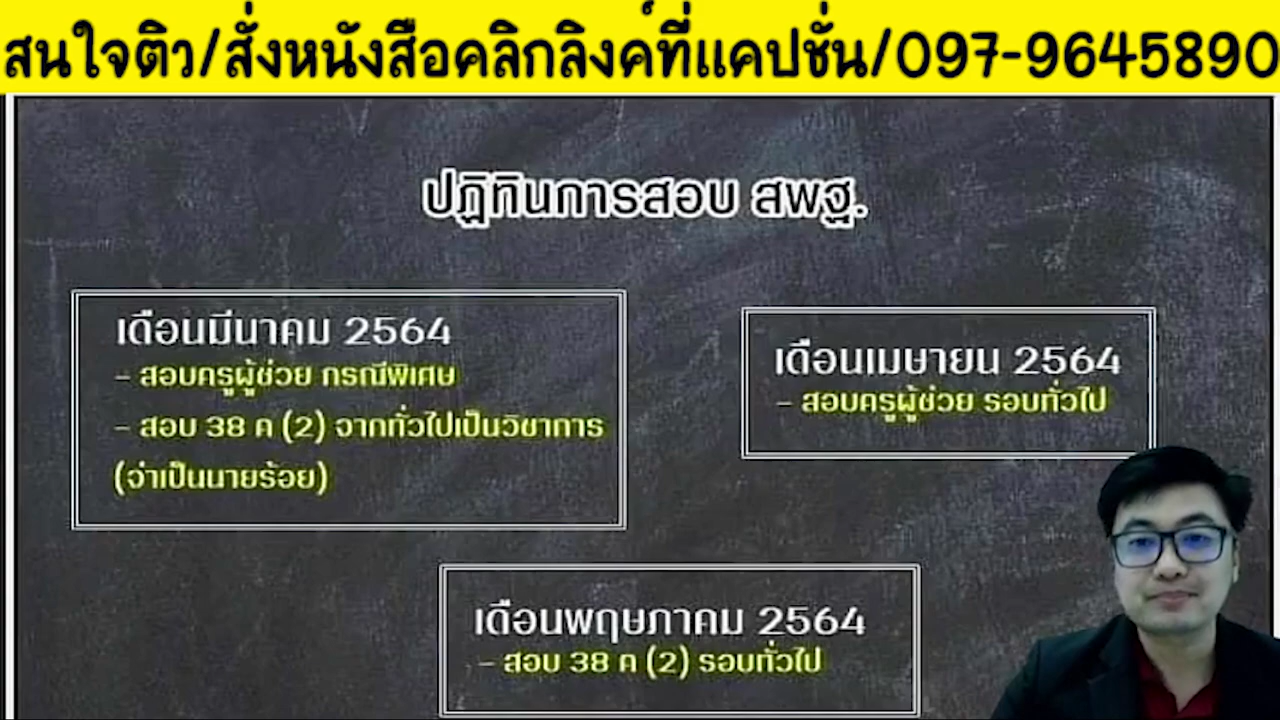 สนใจติว/สั่งหนังสือคลิกลิงค์ที่แคปชั่น/097-9645890
ปฏิทินการสอบ สพฐ.
เดือนมีนาคม 2564
- สอบครูผู้ช่วย กรณีพิเศษ
- สอบ 38 ค (2) จากทั่วไปเป็นวิชาการ
(จ่าเป็นนายร้อย)
เดือนเมษายน 2564
- สอบครูผู้ช่วย รอบทั่วไป
เดือนพฤษภาคม 2564
- สอบ 38 ค (2) รอบทั่วไป